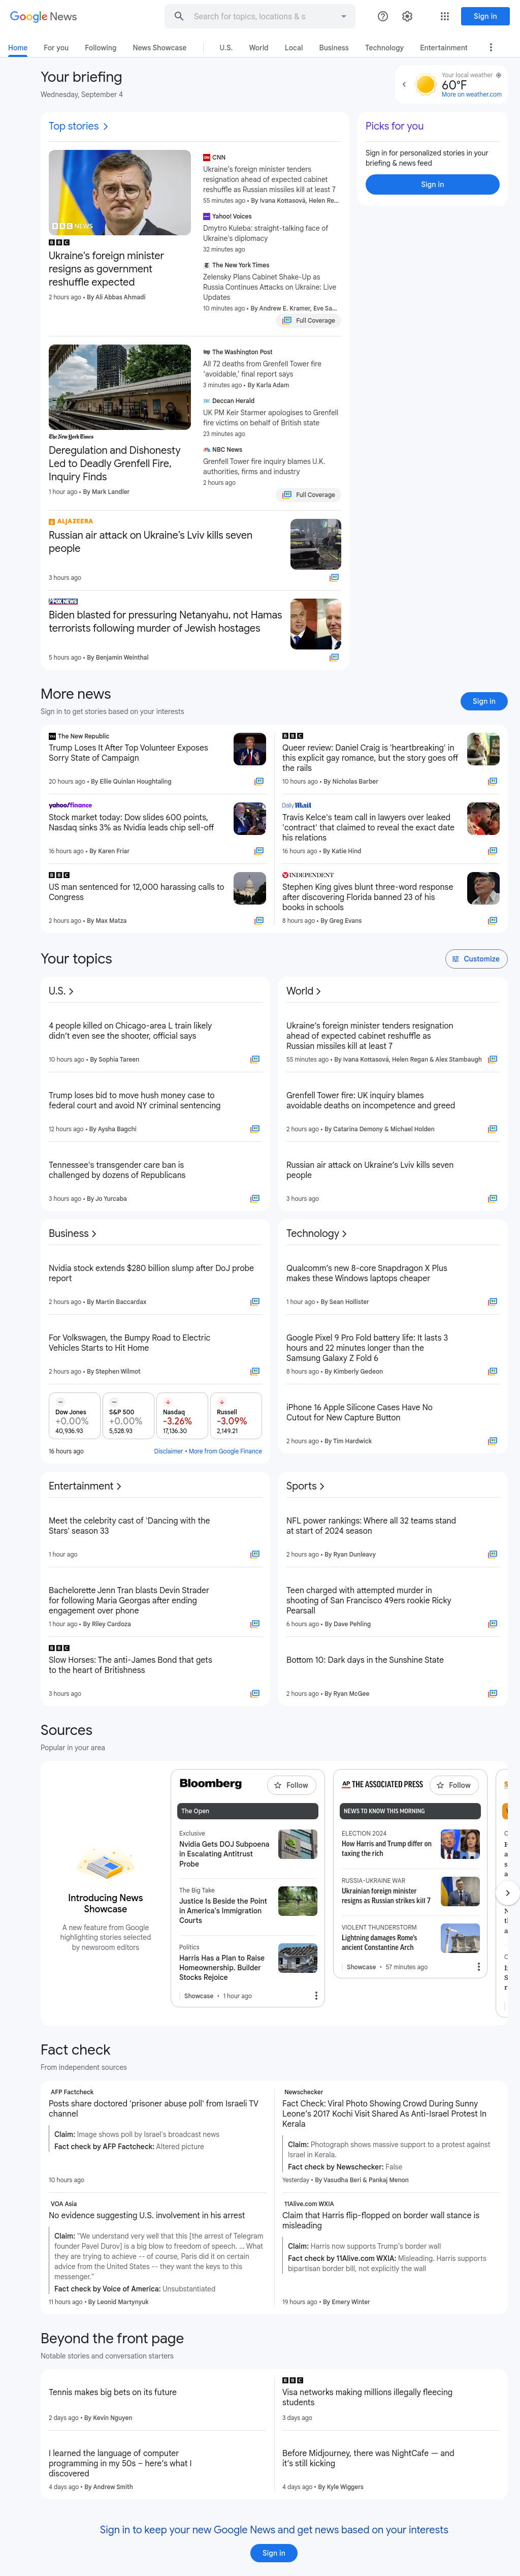 Google News
Search for topics, locations & s
Sign in
Home
For you
Following
News Showcase
U.S.
World
Local
Business
Technology
Entertainment
Your briefing
Wednesday, September 4
Your local weather
60°F
More on weather.com
Top stories
Picks for you
Sign in for personalized stories in your
briefing & news feed
Sign in
BBC NEWS
BBC
Ukraine's foreign minister
resigns as government
reshuffle expected
2 hours ago • By Ali Abbas Ahmadi
CNN
Ukraine's foreign minister tenders
resignation ahead of expected cabinet
reshuffle as Russian missiles kill at least 7
55 minutes ago • By Ivana Kottasová, Helen Re...
Yahoo! Voices
Dmytro Kuleba: straight-talking face of
Ukraine's diplomacy
32 minutes ago
The New York Times
Zelensky Plans Cabinet Shake-Up as
Russia Continues Attacks on Ukraine: Live
Updates
10 minutes ago • By Andrew E. Kramer, Eve Sa...
Full Coverage
The New York Times
Deregulation and Dishonesty
Led to Deadly Grenfell Fire,
Inquiry Finds
1 hour ago • By Mark Landler
The Washington Post
All 72 deaths from Grenfell Tower fire
'avoidable,' final report says
3 minutes ago • By Karla Adam
Deccan Herald
UK PM Keir Starmer apologises to Grenfell
fire victims on behalf of British state
23 minutes ago
NBC News
Grenfell Tower fire inquiry blames U.K.
authorities, firms and industry
2 hours ago
Full Coverage
ALJAZEERA
Russian air attack on Ukraine's Lviv kills seven
people
3 hours ago
FOX NEWS
Biden blasted for pressuring Netanyahu, not Hamas
terrorists following murder of Jewish hostages
5 hours ago • By Benjamin Weinthal
More news
Sign in to get stories based on your interests
Sign in
The New Republic
Trump Loses It After Top Volunteer Exposes
Sorry State of Campaign
20 hours ago • By Ellie Quinlan Houghtaling
BBC
Queer review: Daniel Craig is 'heartbreaking' in
this explicit gay romance, but the story goes off
the rails
10 hours ago • By Nicholas Barber
yahoo/finance
Stock market today: Dow slides 600 points,
Nasdaq sinks 3% as Nvidia leads chip sell-off
16 hours ago • By Karen Friar
Daily Mail
Travis Kelce's team call in lawyers over leaked
'contract' that claimed to reveal the exact date
his relations
16 hours ago • By Katie Hind
BBC
US man sentenced for 12,000 harassing calls to
Congress
2 hours ago • By Max Matza
INDEPENDENT
Stephen King gives blunt three-word response
after discovering Florida banned 23 of his
books in schools
8 hours ago • By Greg Evans
Your topics
Customize
U.S.
4 people killed on Chicago-area L train likely
didn't even see the shooter, official says
10 hours ago • By Sophia Tareen
Trump loses bid to move hush money case to
federal court and avoid NY criminal sentencing
12 hours ago • By Aysha Bagchi
Tennessee's transgender care ban is
challenged by dozens of Republicans
3 hours ago • By Jo Yurcaba
World
Ukraine's foreign minister tenders resignation
ahead of expected cabinet reshuffle as
Russian missiles kill at least 7
55 minutes ago • By Ivana Kottasová, Helen Regan & Alex Stambaugh
Grenfell Tower fire: UK inquiry blames
avoidable deaths on incompetence and greed
2 hours ago • By Catarina Demony & Michael Holden
Russian air attack on Ukraine's Lviv kills seven
people
3 hours ago
Business
Nvidia stock extends $280 billion slump after DoJ probe
report
2 hours ago • By Martin Baccardax
For Volkswagen, the Bumpy Road to Electric
Vehicles Starts to Hit Home
2 hours ago • By Stephen Wilmot
Dow Jones
+0.00%
40,936.93
S&P 500
+0.00%
5,528.93
Nasdaq
-3.26%
17,136.30
Russell
-3.09%
2,149.21
16 hours ago
Disclaimer • More from Google Finance
Technology
Qualcomm's new 8-core Snapdragon X Plus
makes these Windows laptops cheaper
1 hour ago • By Sean Hollister
Google Pixel 9 Pro Fold battery life: It lasts 3
hours and 22 minutes longer than the
Samsung Galaxy Z Fold 6
8 hours ago • By Kimberly Gedeon
iPhone 16 Apple Silicone Cases Have No
Cutout for New Capture Button
2 hours ago • By Tim Hardwick
Entertainment
Meet the celebrity cast of 'Dancing with the
Stars' season 33
1 hour ago
Bachelorette Jenn Tran blasts Devin Strader
for following Maria Georgas after ending
engagement over phone
1 hour ago • By Riley Cardoza
BBC
Slow Horses: The anti-James Bond that gets
to the heart of Britishness
3 hours ago
Sports
NFL power rankings: Where all 32 teams stand
at start of 2024 season
2 hours ago • By Ryan Dunleavy
Teen charged with attempted murder in
shooting of San Francisco 49ers rookie Ricky
Pearsall
6 hours ago • By Dave Pehling
Bottom 10: Dark days in the Sunshine State
2 hours ago • By Ryan McGee
Sources
Popular in your area
Introducing News
Showcase
A new feature from Google
highlighting stories selected
by newsroom editors
Bloomberg
Follow
The Open
Exclusive
Nvidia Gets DOJ Subpoena
in Escalating Antitrust
Probe
The Big Take
Justice Is Beside the Point
in America's Immigration
Courts
Politics
Harris Has a Plan to Raise
Homeownership. Builder
Stocks Rejoice
Showcase • 1 hour ago
AP THE ASSOCIATED PRESS
Follow
NEWS TO KNOW THIS MORNING
ELECTION 2024
How Harris and Trump differ on
taxing the rich
RUSSIA-UKRAINE WAR
Ukrainian foreign minister
resigns as Russian strikes kill 7
VIOLENT THUNDERSTORM
Lightning damages Rome's
ancient Constantine Arch
Showcase • 57 minutes ago
Fact check
From independent sources
AFP Factcheck
Posts share doctored 'prisoner abuse poll' from Israeli TV
channel
Claim: Image shows poll by Israel's broadcast news
Fact check by AFP Factcheck: Altered picture
10 hours ago
Newschecker
Fact Check: Viral Photo Showing Crowd During Sunny
Leone's 2017 Kochi Visit Shared As Anti-Israel Protest In
Kerala
Claim: Photograph shows massive support to a protest against
Israel in Kerala.
Fact check by Newschecker: False
Yesterday • By Vasudha Beri & Pankaj Menon
VOA Asia
No evidence suggesting U.S. involvement in his arrest
Claim: "We understand very well that this [the arrest of Telegram
founder Pavel Durov] is a big blow to freedom of speech. ... What
they are trying to achieve -- of course, Paris did it on certain
advice from the United States -- they want the keys to this
messenger."
Fact check by Voice of America: Unsubstantiated
11 hours ago • By Leonid Martynyuk
11Alive.com WXIA
Claim that Harris flip-flopped on border wall stance is
misleading
Claim: Harris now supports Trump's border wall
Fact check by 11Alive.com WXIA: Misleading. Harris supports
bipartisan border bill, not explicitly the wall
19 hours ago • By Emery Winter
Beyond the front page
Notable stories and conversation starters
Tennis makes big bets on its future
2 days ago • By Kevin Nguyen
BBC
Visa networks making millions illegally fleecing
students
3 days ago
I learned the language of computer
programming in my 50s – here's what I
discovered
4 days ago • By Andrew Smith
Before Midjourney, there was NightCafe — and
it's still kicking
4 days ago • By Kyle Wiggers
Sign in to keep your new Google News and get news based on your interests
Sign in